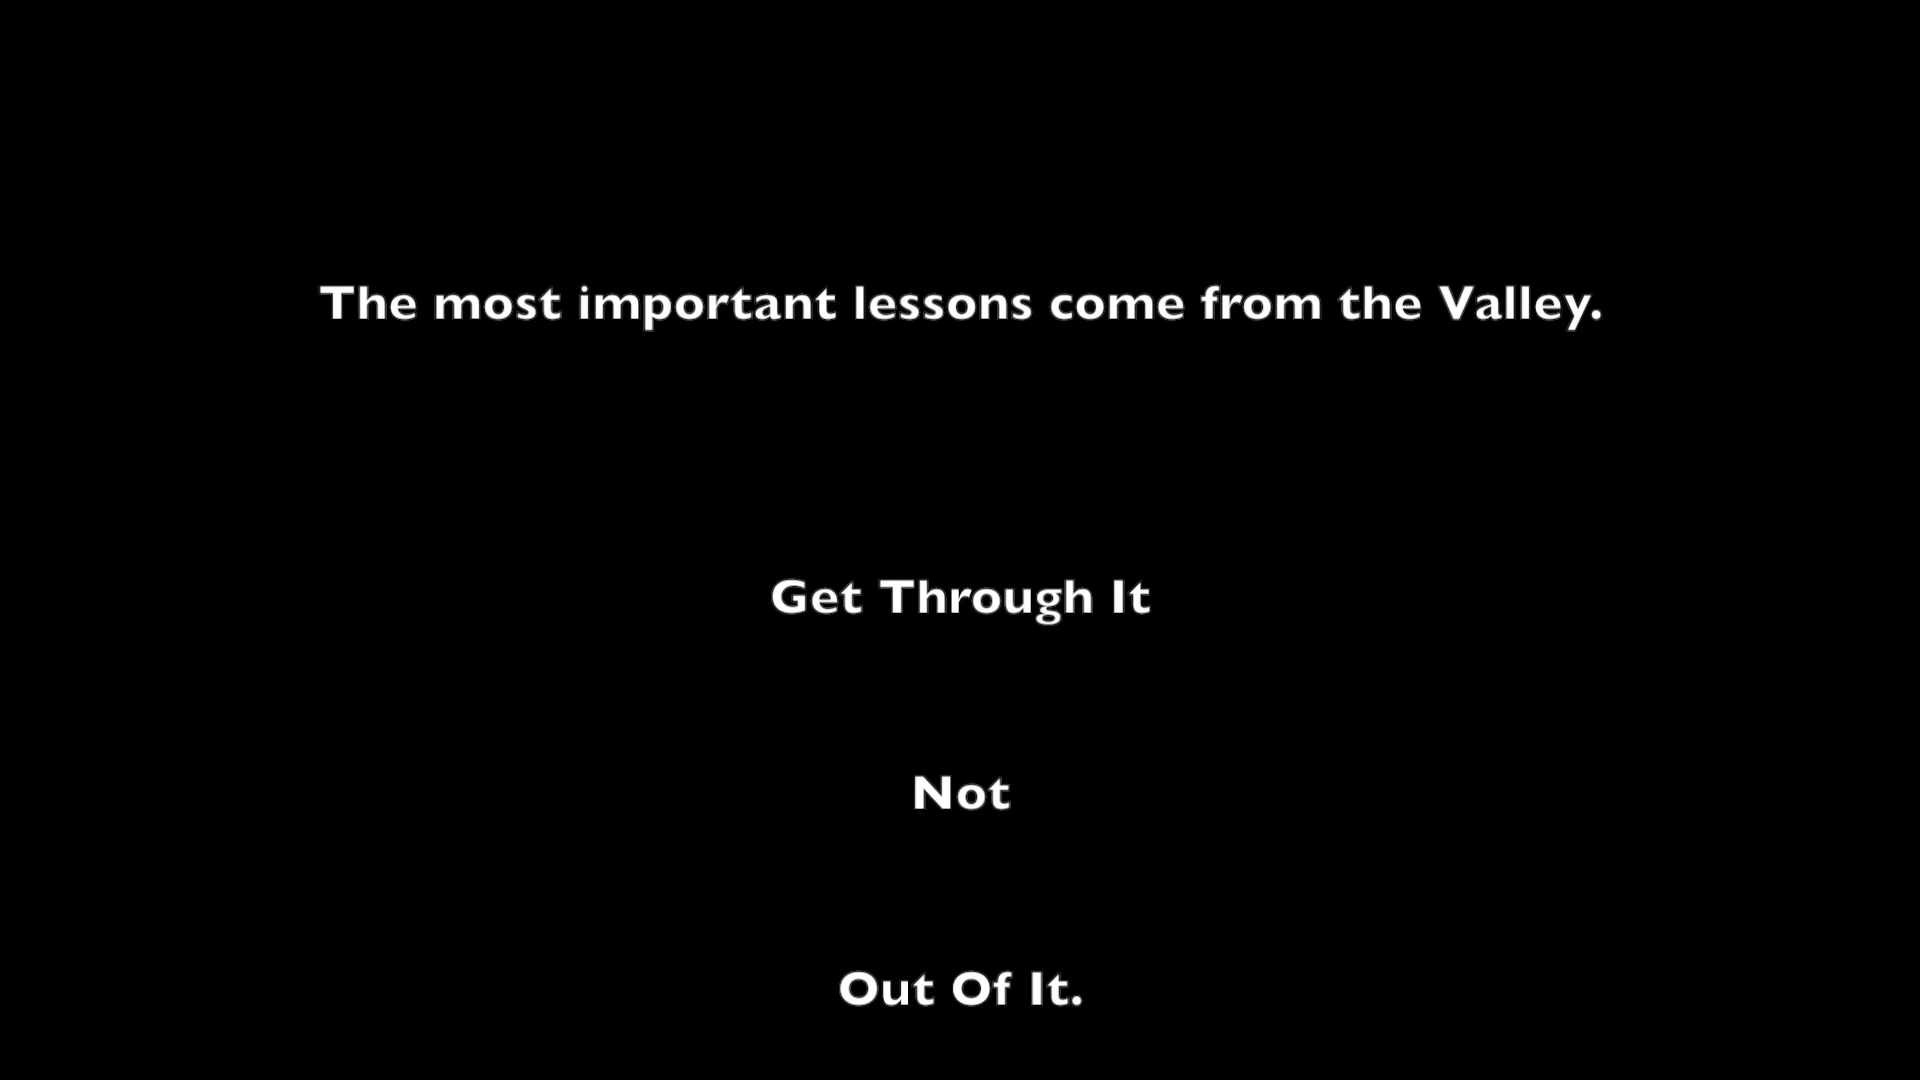 The most important lessons come from the Valley.
Get Through It
Not
Out Of It.